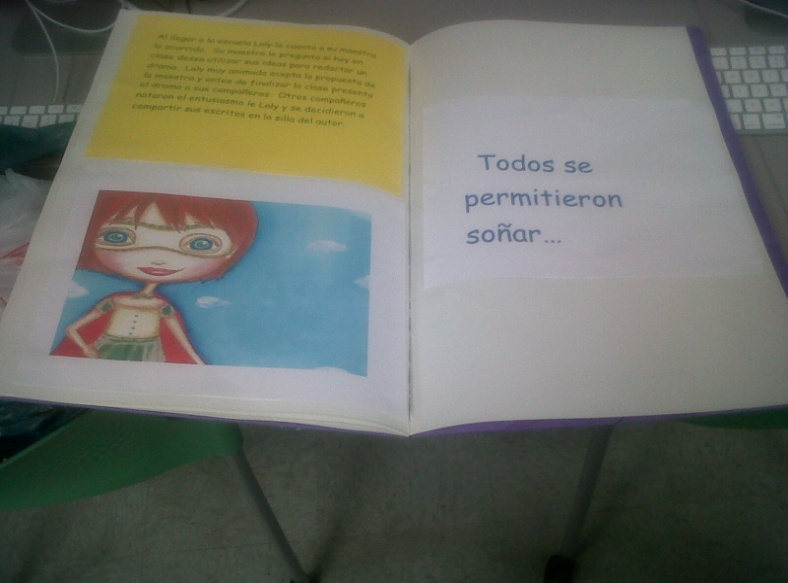 Al llegar a la escuela Laly le cuenta a su maestra
lo ocurrido. Su maestra le pregunta si hoy en
clase desea utilizar sus ideas para redactar un
drama. Laly muy animada acepta la propuesta de
la maestra y antes de finalizar la clase presenta
el drama a sus compañeros. Otros compañeros
notaron el entusiasmo de Laly y se decidieron a
compartir sus escritos en la silla del autor.
Todos se
permitieron
soñar...